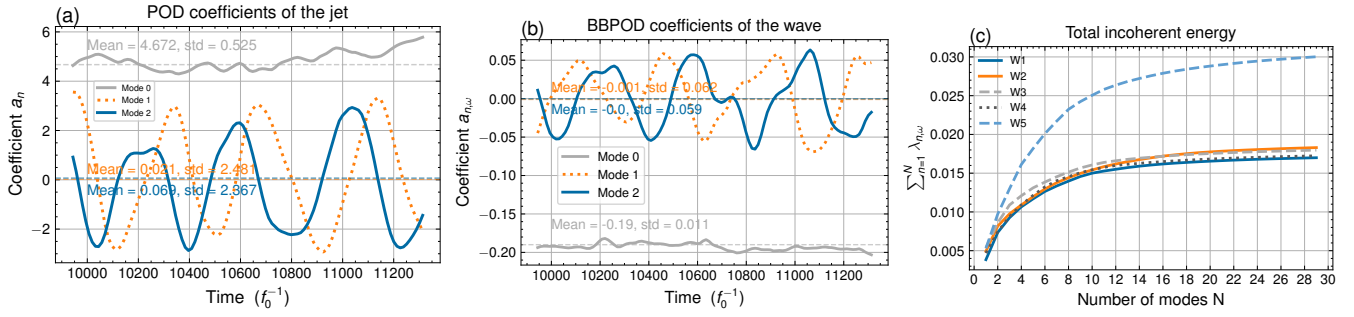 (a)
POD coefficients of the jet
Mean = 4.672, std = 0.525
Mode 0
Mode 1
Mode 2
Mean = 0.021, std = 2.481
Mean = 0.069, std = 2.367
Coefficient aₙ
6
4
2
0
−2
10000 10200 10400 10600 10800 11000 11200
Time (f₀⁻¹)
(b)
BBPOD coefficients of the wave
Mean = -0.001, std = 0.062
Mean = -0.0, std = 0.059
Mode 0
Mode 1
Mode 2
Mean = -0.19, std = 0.011
Coefficient aₙ,ω
0.05
0.00
−0.05
−0.10
−0.15
−0.20
10000 10200 10400 10600 10800 11000 11200
Time (f₀⁻¹)
(c)
Total incoherent energy
W1
W2
W3
W4
W5
∑ᴺₙ₌₁ λₙ,ω
0.030
0.025
0.020
0.015
0.010
0.005
0 2 4 6 8 10 12 14 16 18 20 22 24 26 28 30
Number of modes N